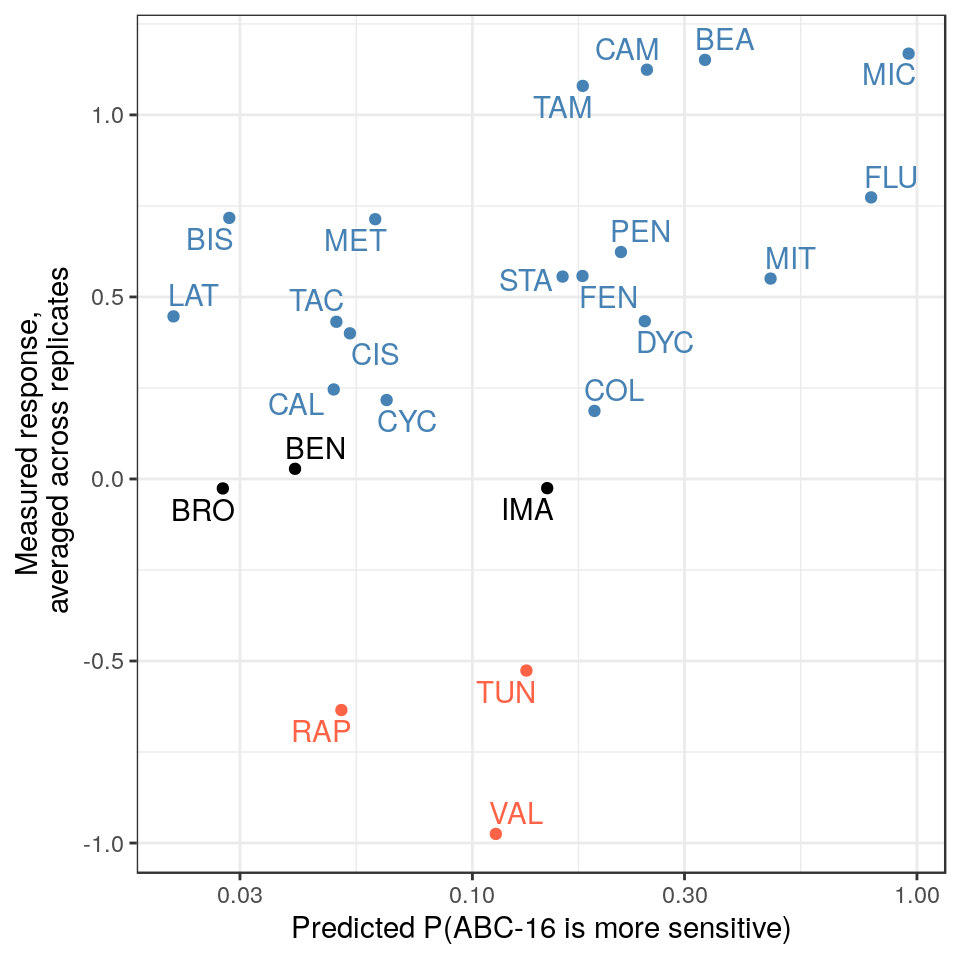 CAM
BEA
MIC
TAM
FLU
BIS
MET
PEN
MIT
STA
FEN
LAT
TAC
DYC
CIS
COL
CAL
CYC
BEN
BRO
IMA
TUN
RAP
VAL
1.0
0.5
0.0
-0.5
-1.0
0.03
0.10
0.30
1.00
Predicted P(ABC-16 is more sensitive)
Measured response,
averaged across replicates